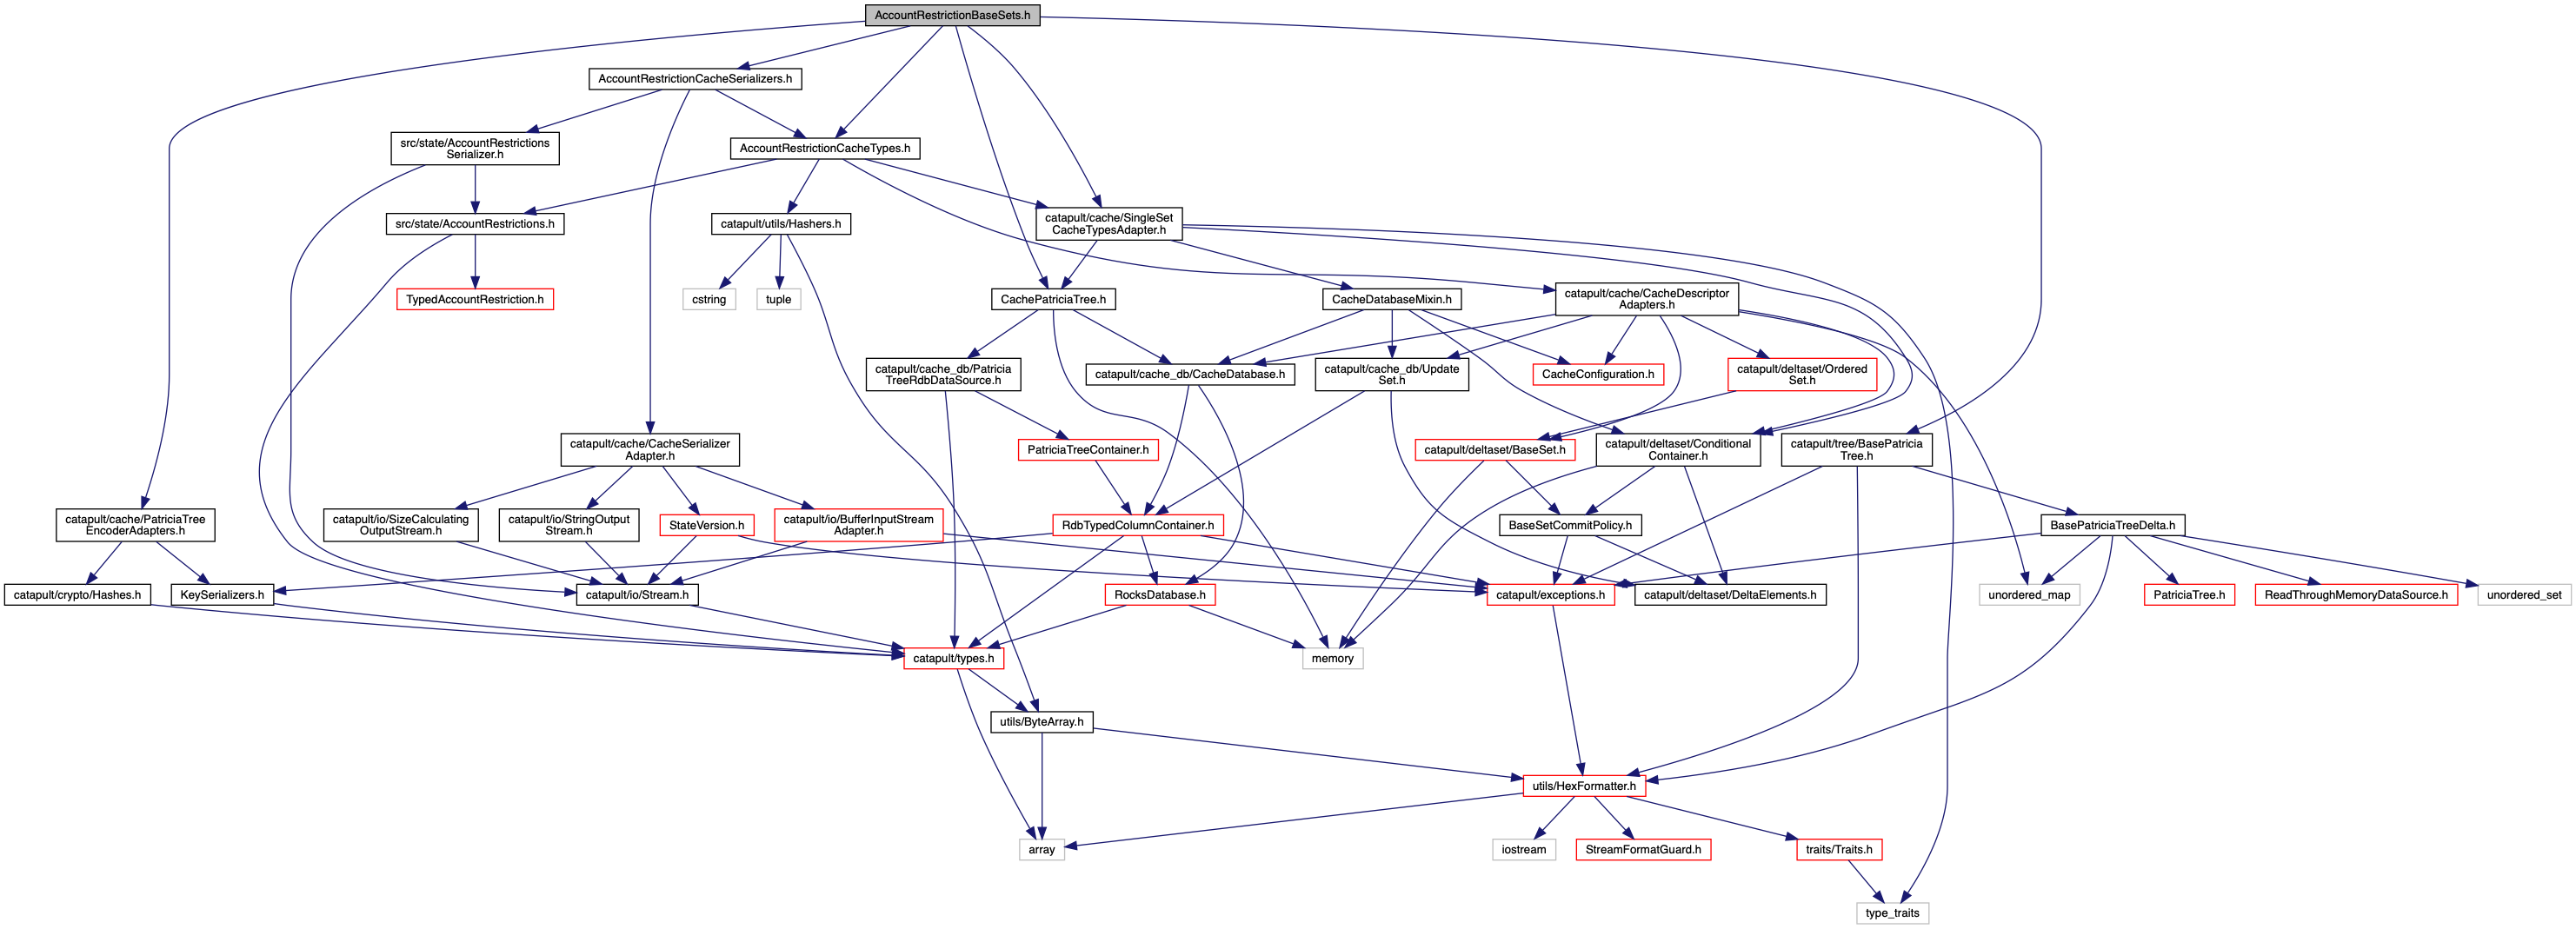 AccountRestrictionBaseSets.h
AccountRestrictionCacheSerializers.h
src/state/AccountRestrictions
Serializer.h
AccountRestrictionCacheTypes.h
src/state/AccountRestrictions.h
catapult/utils/Hashers.h
catapult/cache/SingleSet
CacheTypesAdapter.h
TypedAccountRestriction.h
cstring
tuple
CachePatriciaTree.h
CacheDatabaseMixin.h
catapult/cache/CacheDescriptor
Adapters.h
catapult/cache_db/Patricia
TreeRdbDataSource.h
catapult/cache_db/CacheDatabase.h
catapult/cache_db/Update
Set.h
CacheConfiguration.h
catapult/deltaset/Ordered
Set.h
catapult/cache/CacheSerializer
Adapter.h
PatriciaTreeContainer.h
catapult/deltaset/BaseSet.h
catapult/deltaset/Conditional
Container.h
catapult/tree/BasePatricia
Tree.h
catapult/cache/PatriciaTree
EncoderAdapters.h
catapult/io/SizeCalculating
OutputStream.h
catapult/io/StringOutput
Stream.h
StateVersion.h
catapult/io/BufferInputStream
Adapter.h
RdbTypedColumnContainer.h
BaseSetCommitPolicy.h
BasePatriciaTreeDelta.h
catapult/crypto/Hashes.h
KeySerializers.h
catapult/io/Stream.h
RocksDatabase.h
catapult/exceptions.h
catapult/deltaset/DeltaElements.h
unordered_map
PatriciaTree.h
ReadThroughMemoryDataSource.h
unordered_set
catapult/types.h
memory
utils/ByteArray.h
utils/HexFormatter.h
array
iostream
StreamFormatGuard.h
traits/Traits.h
type_traits